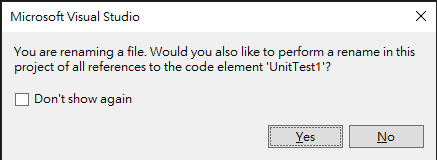 Microsoft Visual Studio
You are renaming a file. Would you also like to perform a rename in this
project of all references to the code element 'UnitTest1'?
Don't show again
Yes
No